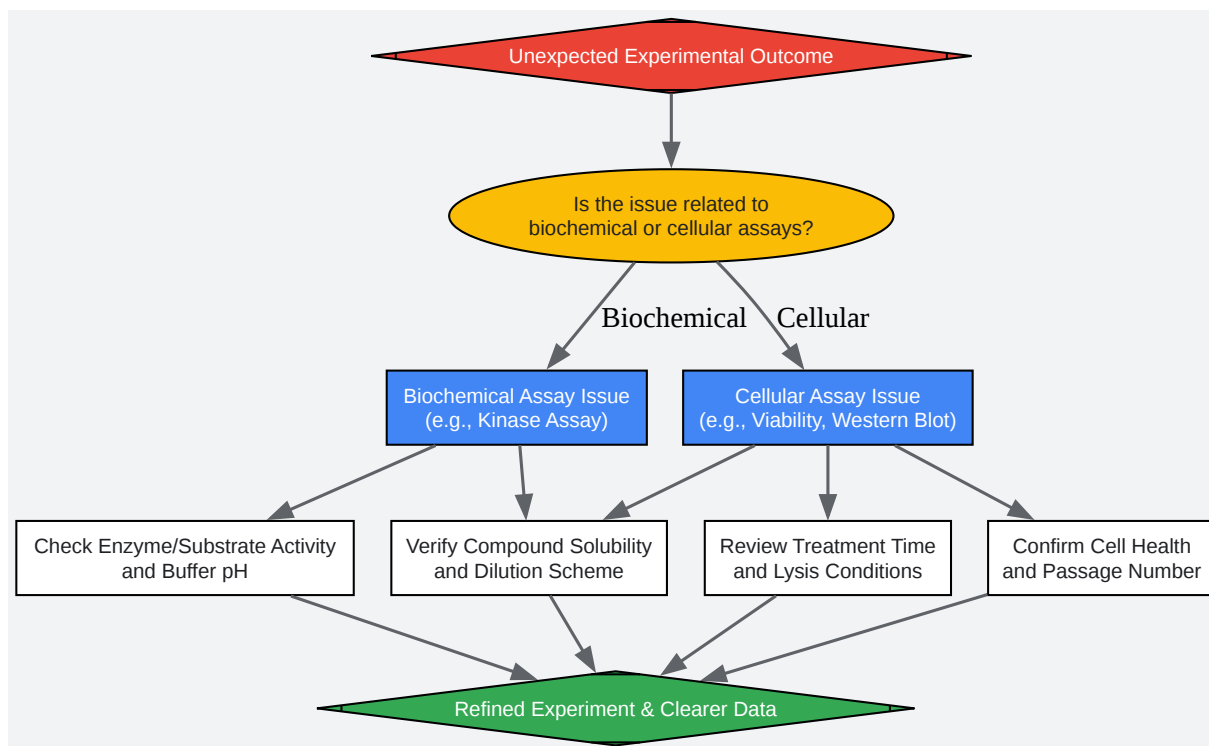 Unexpected Experimental Outcome
Is the issue related to
biochemical or cellular assays?
Biochemical
Cellular
Biochemical Assay Issue
(e.g., Kinase Assay)
Cellular Assay Issue
(e.g., Viability, Western Blot)
Check Enzyme/Substrate Activity
and Buffer pH
Verify Compound Solubility
and Dilution Scheme
Review Treatment Time
and Lysis Conditions
Confirm Cell Health
and Passage Number
Refined Experiment & Clearer Data